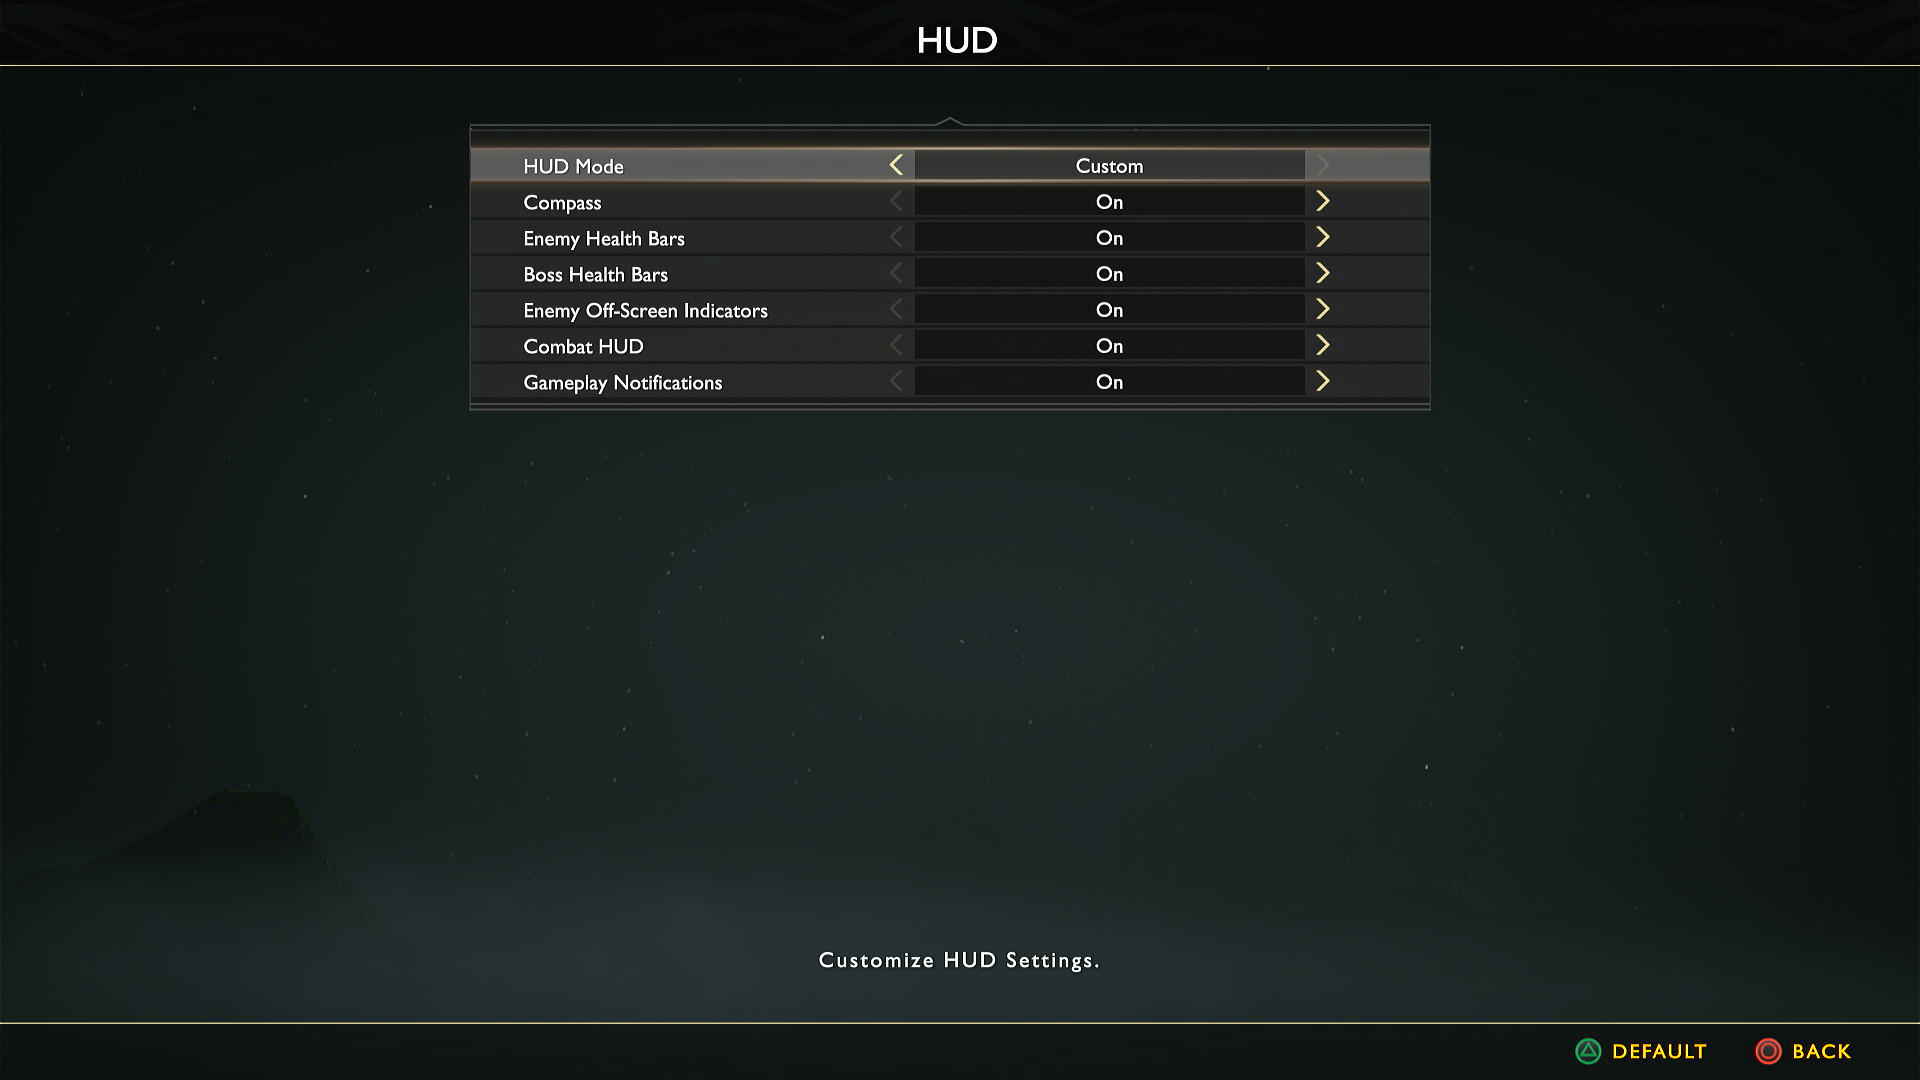 HUD
HUD Mode Custom
Compass On
Enemy Health Bars On
Boss Health Bars On
Enemy Off-Screen Indicators On
Combat HUD On
Gameplay Notifications On
Customize HUD Settings.
DEFAULT BACK